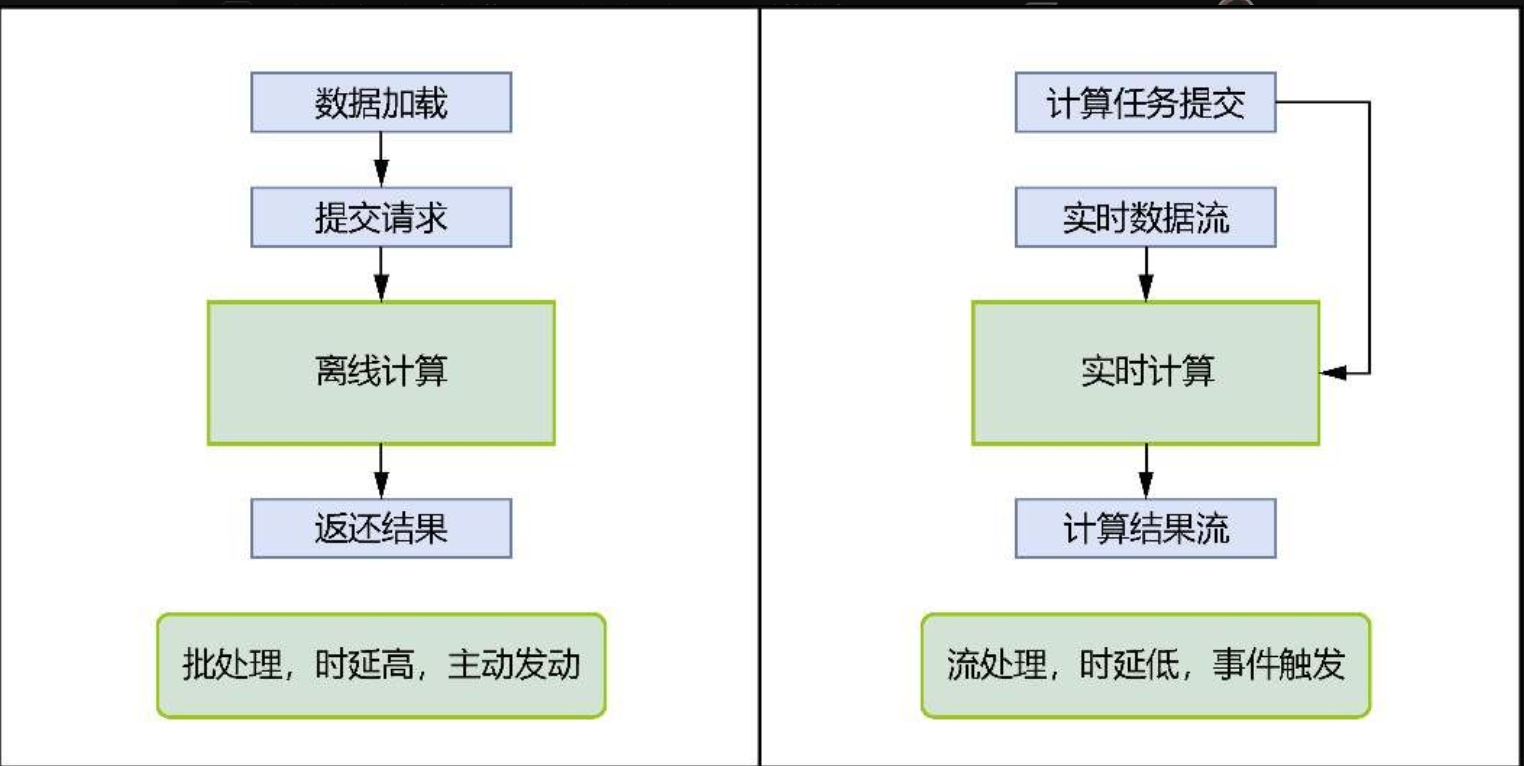 数据加载
提交请求
离线计算
返还结果
批处理，时延高，主动发动
计算任务提交
实时数据流
实时计算
计算结果流
流处理，时延低，事件触发